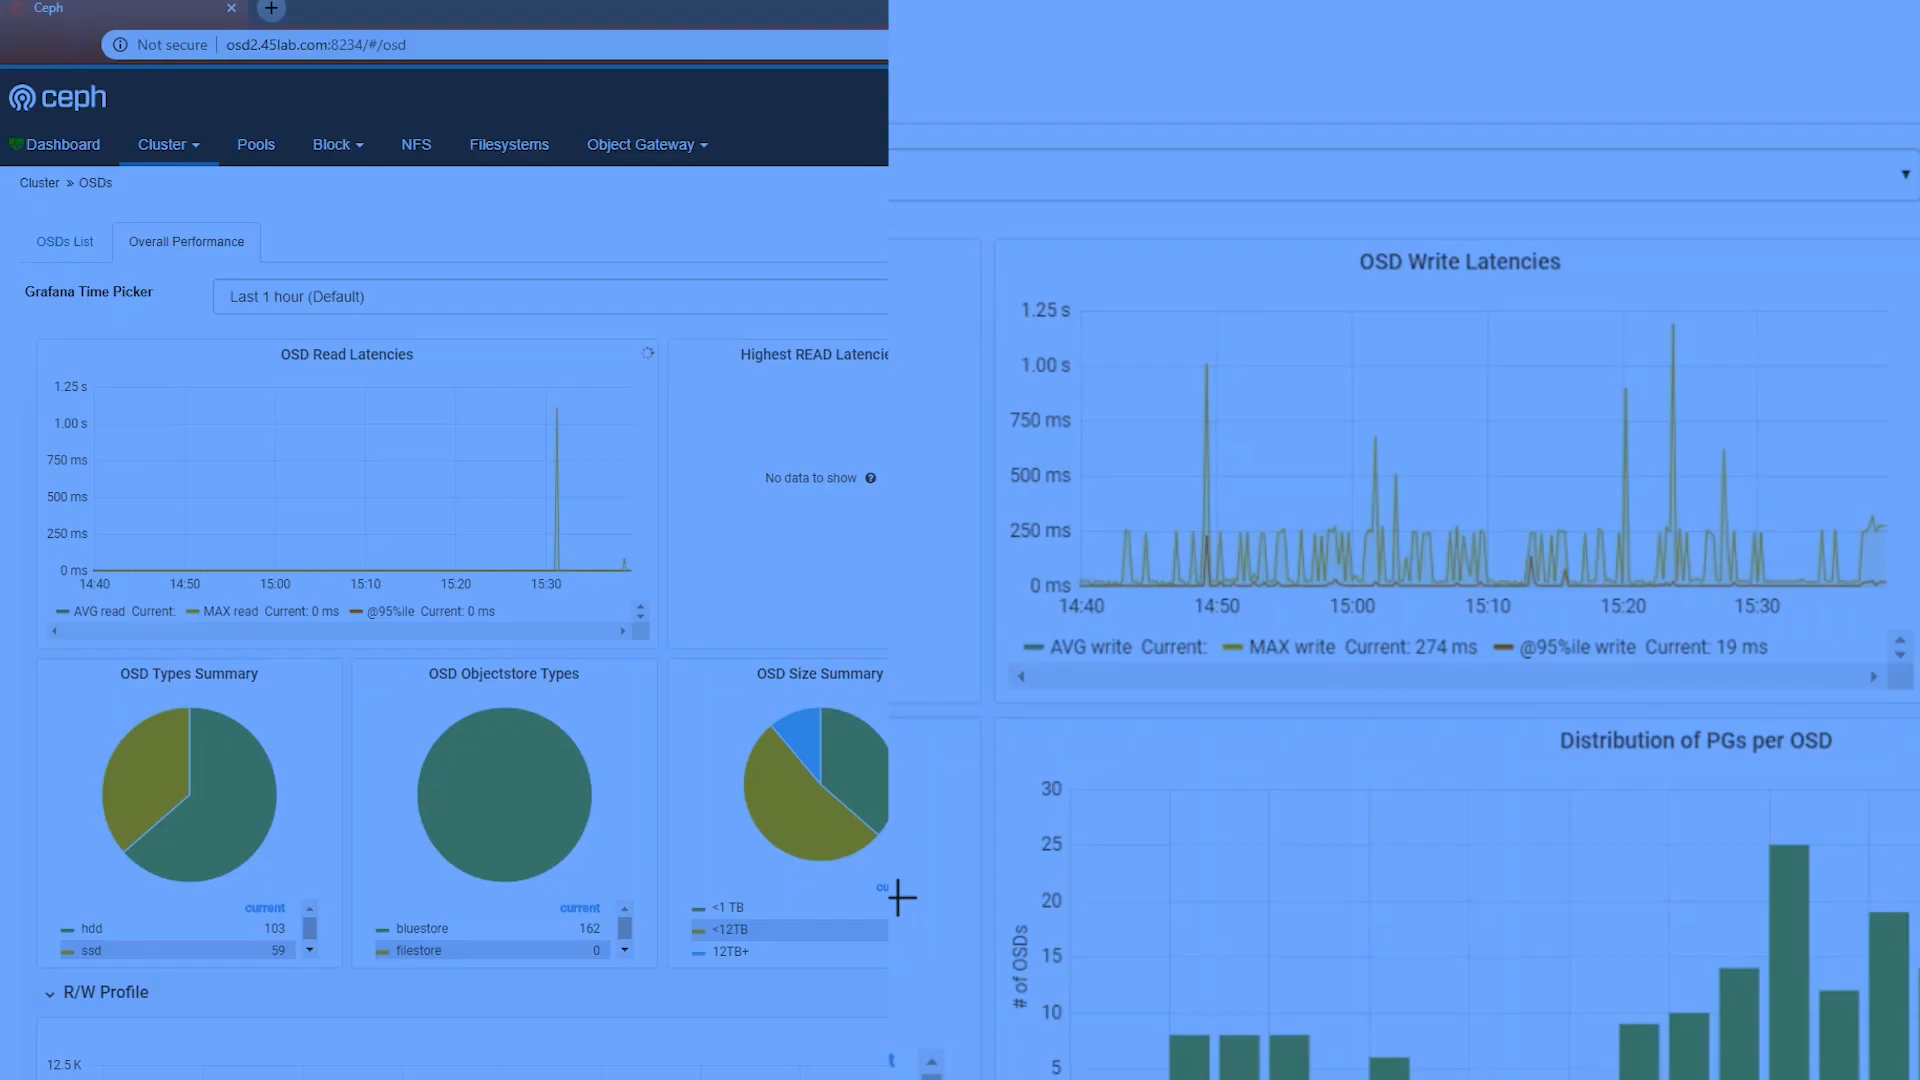 Ceph
Not secure osd2.45lab.com:8234/#/osd
ceph
Dashboard Cluster Pools Block NFS Filesystems Object Gateway
Cluster » OSDs
OSDs List Overall Performance
Grafana Time Picker Last 1 hour (Default)
OSD Read Latencies
1.25 s
1.00 s
750 ms
500 ms
250 ms
0 ms
14:40 14:50 15:00 15:10 15:20 15:30
AVG read Current: MAX read Current: 0 ms @95%ile Current: 0 ms
Highest READ Latencie
No data to show
OSD Write Latencies
1.25 s
1.00 s
750 ms
500 ms
250 ms
0 ms
14:40 14:50 15:00 15:10 15:20 15:30
AVG write Current: MAX write Current: 274 ms @95%ile write Current: 19 ms
OSD Types Summary
current
hdd 103
ssd 59
OSD Objectstore Types
current
bluestore 162
filestore 0
OSD Size Summary
cu
<1 TB
<12TB
12TB+
Distribution of PGs per OSD
# of OSDs
30
25
20
15
10
5
R/W Profile
12.5 K
t